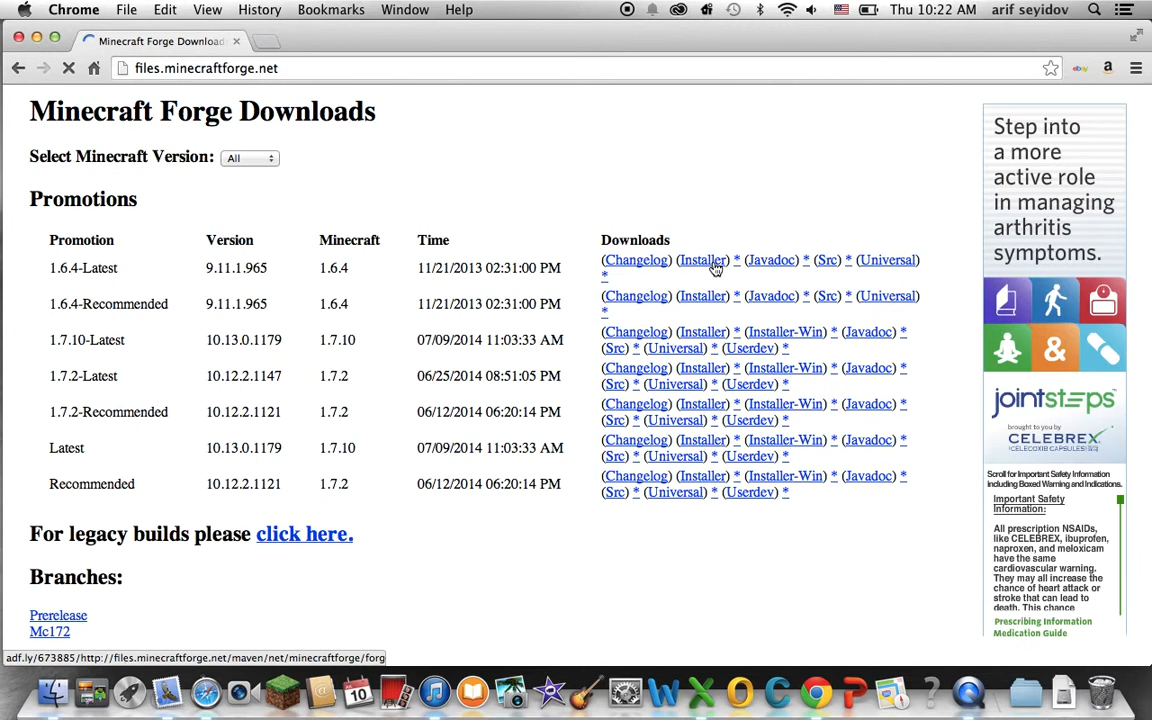 Chrome File Edit View History Bookmarks Window Help Thu 10:22 AM arif seyidov
Minecraft Forge Download
files.minecraftforge.net ebay a
Minecraft Forge Downloads
Select Minecraft Version: All
Promotions
Promotion Version Minecraft Time Downloads
1.6.4-Latest 9.11.1.965 1.6.4 11/21/2013 02:31:00 PM (Changelog) (Installer) * (Javadoc) * (Src) * (Universal)
*
1.6.4-Recommended 9.11.1.965 1.6.4 11/21/2013 02:31:00 PM (Changelog) (Installer) * (Javadoc) * (Src) * (Universal)
*
1.7.10-Latest 10.13.0.1179 1.7.10 07/09/2014 11:03:33 AM (Changelog) (Installer) * (Installer-Win) * (Javadoc) *
(Src) * (Universal) * (Userdev) *
1.7.2-Latest 10.12.2.1147 1.7.2 06/25/2014 08:51:05 PM (Changelog) (Installer) * (Installer-Win) * (Javadoc) *
(Src) * (Universal) * (Userdev) *
1.7.2-Recommended 10.12.2.1121 1.7.2 06/12/2014 06:20:14 PM (Changelog) (Installer) * (Installer-Win) * (Javadoc) *
(Src) * (Universal) * (Userdev) *
Latest 10.13.0.1179 1.7.10 07/09/2014 11:03:33 AM (Changelog) (Installer) * (Installer-Win) * (Javadoc) *
(Src) * (Universal) * (Userdev) *
Recommended 10.12.2.1121 1.7.2 06/12/2014 06:20:14 PM (Changelog) (Installer) * (Installer-Win) * (Javadoc) *
(Src) * (Universal) * (Userdev) *
For legacy builds please click here.
Branches:
Prerelease
Mc172
adf.ly/673885/http://files.minecraftforge.net/maven/net/minecraftforge/forg
Step into
a more
active role
in managing
arthritis
symptoms.
&
jointsteps
brought to you by
CELEBREX
(CELECOXIB CAPSULES)
Scroll for Important Safety Information
Including Boxed Warning and Indications.
Important Safety
Information:
All prescription NSAIDs,
like CELEBREX, ibuprofen,
naproxen, and meloxicam
have the same
cardiovascular warning.
They may all increase the
chance of heart attack or
stroke that can lead to
death. This chance
Prescribing Information
Medication Guide
10
W X O C P ?